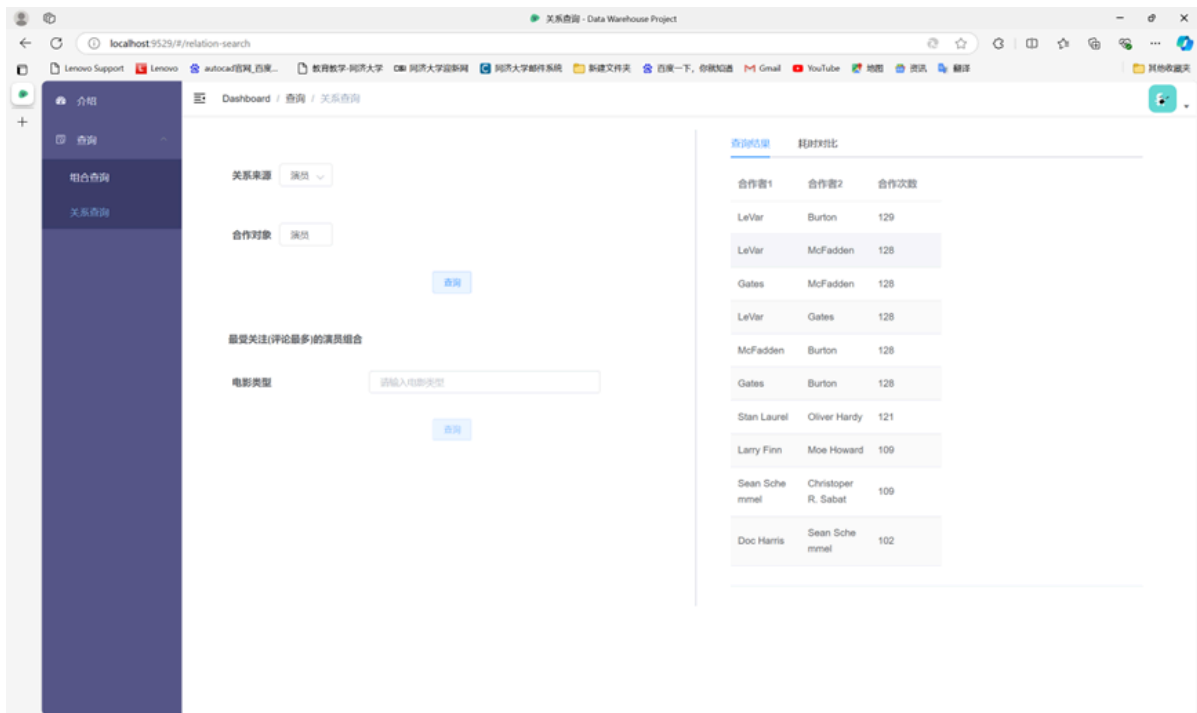 关系查询 - Data Warehouse Project
localhost:9529/#/relation-search
Lenovo Support Lenovo autocad官网_百度... 教育教学-同济大学 同济大学迎新网 同济大学邮件系统 新建文件夹 百度一下，你就知道 Gmail YouTube 地图 资讯 翻译 其他收藏夹
介绍
Dashboard / 查询 / 关系查询
查询
组合查询
关系查询
关系来源 演员
合作对象 演员
查询
最受关注(评论最多)的演员组合
电影类型 请输入电影类型
查询
查询结果 耗时对比
合作者1 合作者2 合作次数
LeVar Burton 129
LeVar McFadden 128
Gates McFadden 128
LeVar Gates 128
McFadden Burton 128
Gates Burton 128
Stan Laurel Oliver Hardy 121
Larry Finn Moe Howard 109
Sean Sche Christoper
mmel R. Sabat 109
Doc Harris Sean Sche 102
mmel